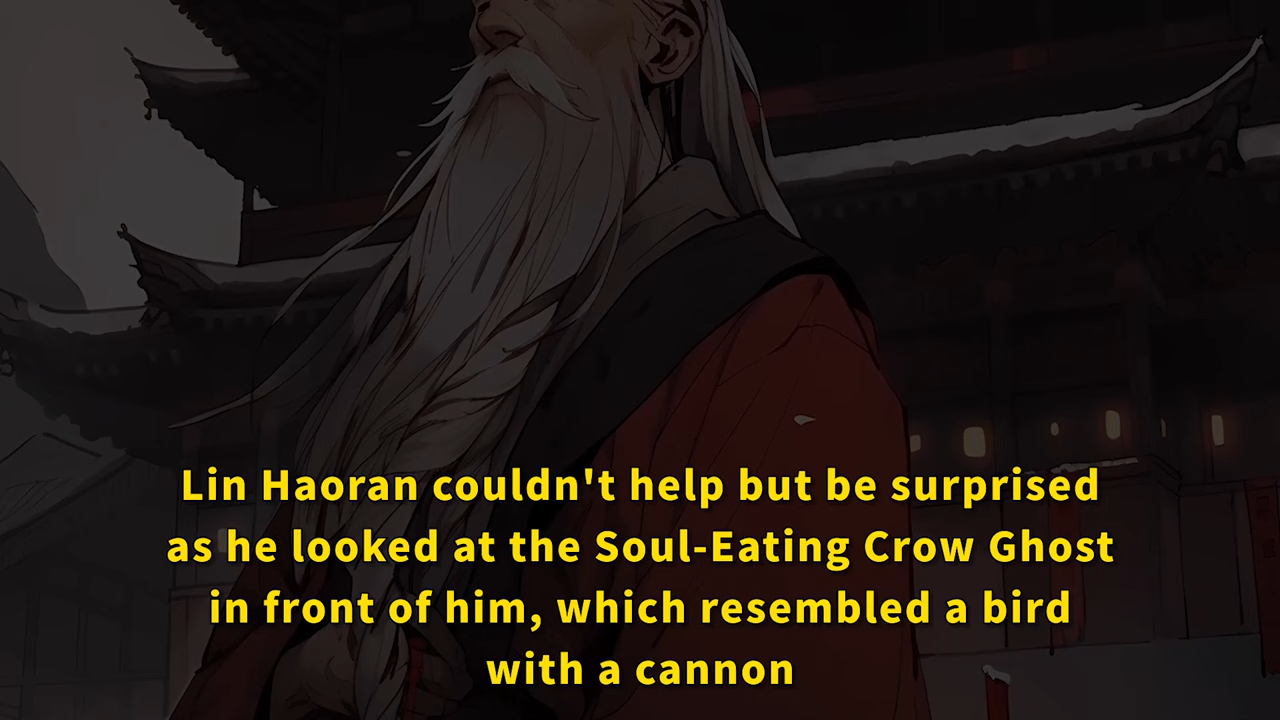 Lin Haoran couldn't help but be surprised
as he looked at the Soul-Eating Crow Ghost
in front of him, which resembled a bird
with a cannon